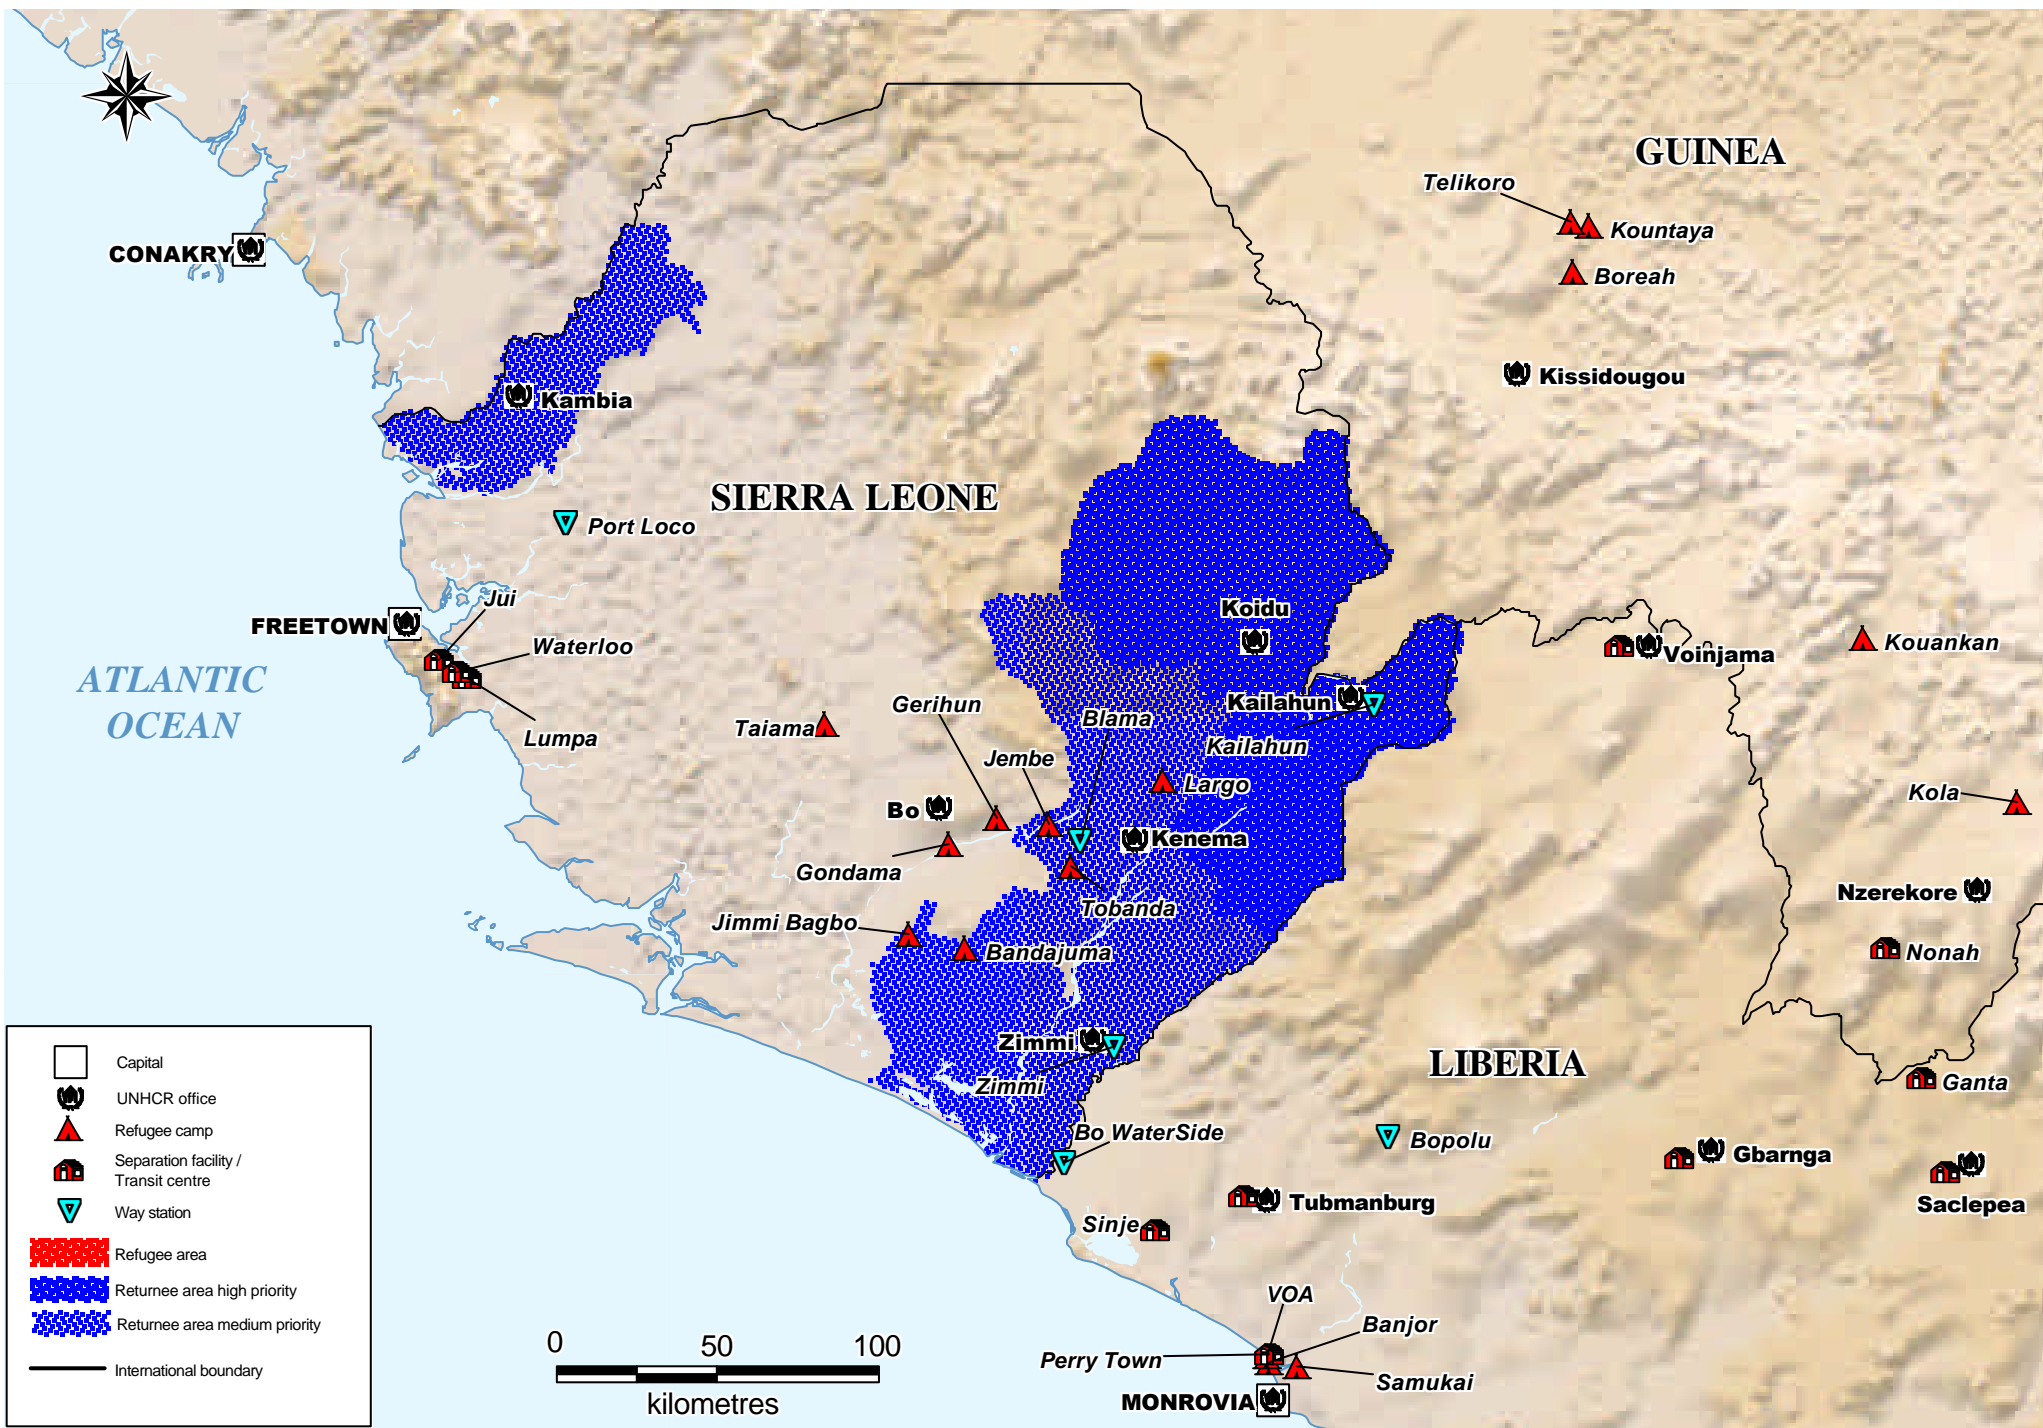 GUINEA
Telikoro
Kountaya
CONAKRY
Boreah
Kissidougou
Kambia
SIERRA LEONE
Port Loco
Jui
Koidu
FREETOWN
Waterloo
Voinjama
Kouankan
ATLANTIC
OCEAN
Gerihun
Blama
Kailahun
Taiama
Lumpa
Kailahun
Jembe
Largo
Kola
Bo
Kenema
Gondama
Nzerekore
Tobanda
Jimmi Bagbo
Bandajuma
Nonah
Zimmi
LIBERIA
Zimmi
Ganta
Bo WaterSide
Bopolu
Gbarnga
Tubmanburg
Saclepea
Sinje
VOA
Banjor
Perry Town
Samukai
MONROVIA
Capital
UNHCR office
Refugee camp
Separation facility /
Transit centre
Way station
Refugee area
Returnee area high priority
Returnee area medium priority
International boundary
0 50 100
kilometres